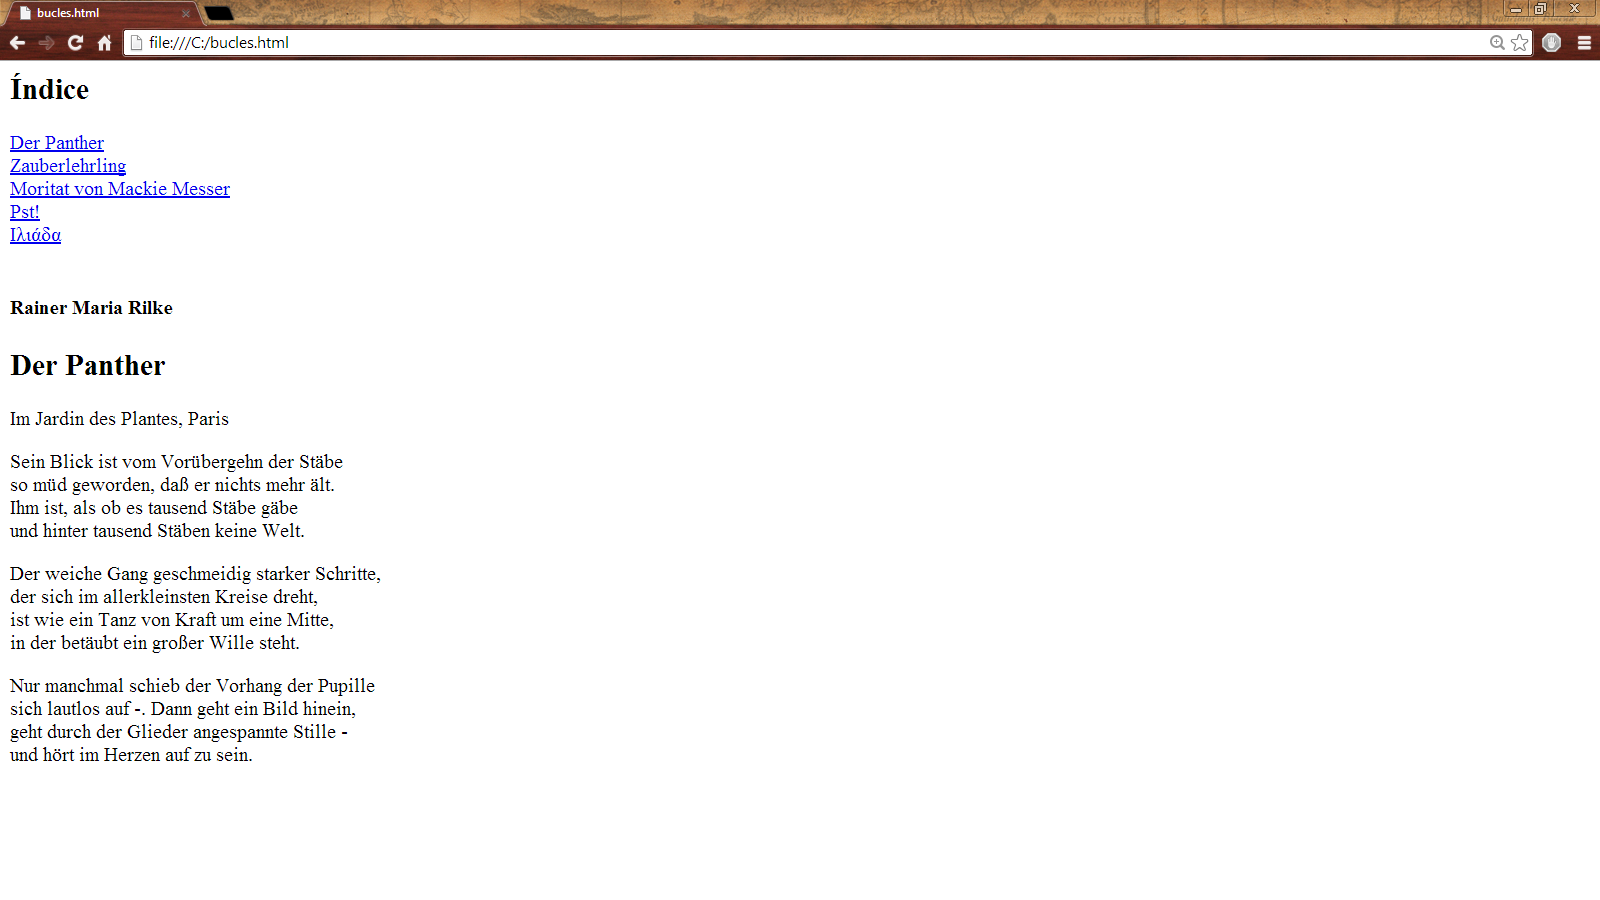 bucles.html
file:///C:/bucles.html
Índice
Der Panther
Zauberlehrling
Moritat von Mackie Messer
Pst!
Ιλιάδα
Rainer Maria Rilke
Der Panther
Im Jardin des Plantes, Paris
Sein Blick ist vom Vorübergehn der Stäbe
so müd geworden, daß er nichts mehr ält.
Ihm ist, als ob es tausend Stäbe gäbe
und hinter tausend Stäben keine Welt.
Der weiche Gang geschmeidig starker Schritte,
der sich im allerkleinsten Kreise dreht,
ist wie ein Tanz von Kraft um eine Mitte,
in der betäubt ein großer Wille steht.
Nur manchmal schieb der Vorhang der Pupille
sich lautlos auf -. Dann geht ein Bild hinein,
geht durch der Glieder angespannte Stille -
und hört im Herzen auf zu sein.